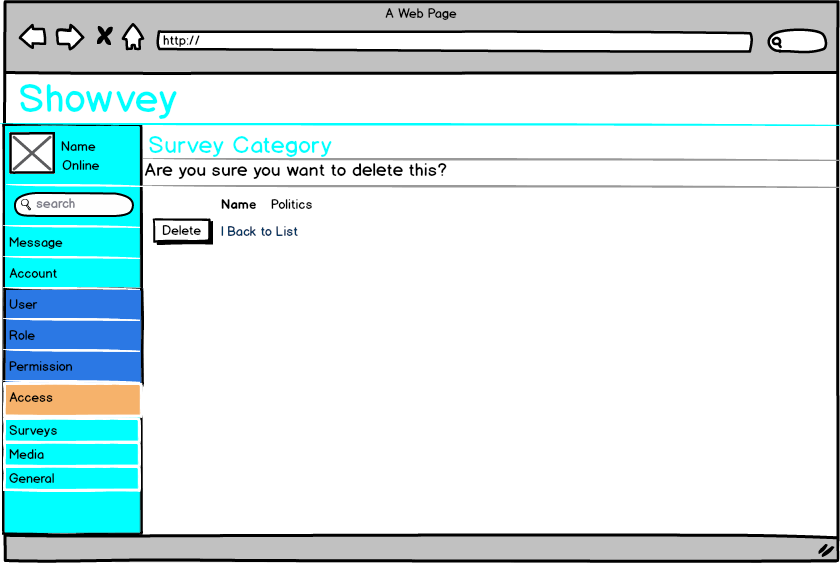 A Web Page
http://
Showvey
Name
Online
search
Message
Account
User
Role
Permission
Access
Surveys
Media
General
Survey Category
Are you sure you want to delete this?
Name Politics
Delete | Back to List